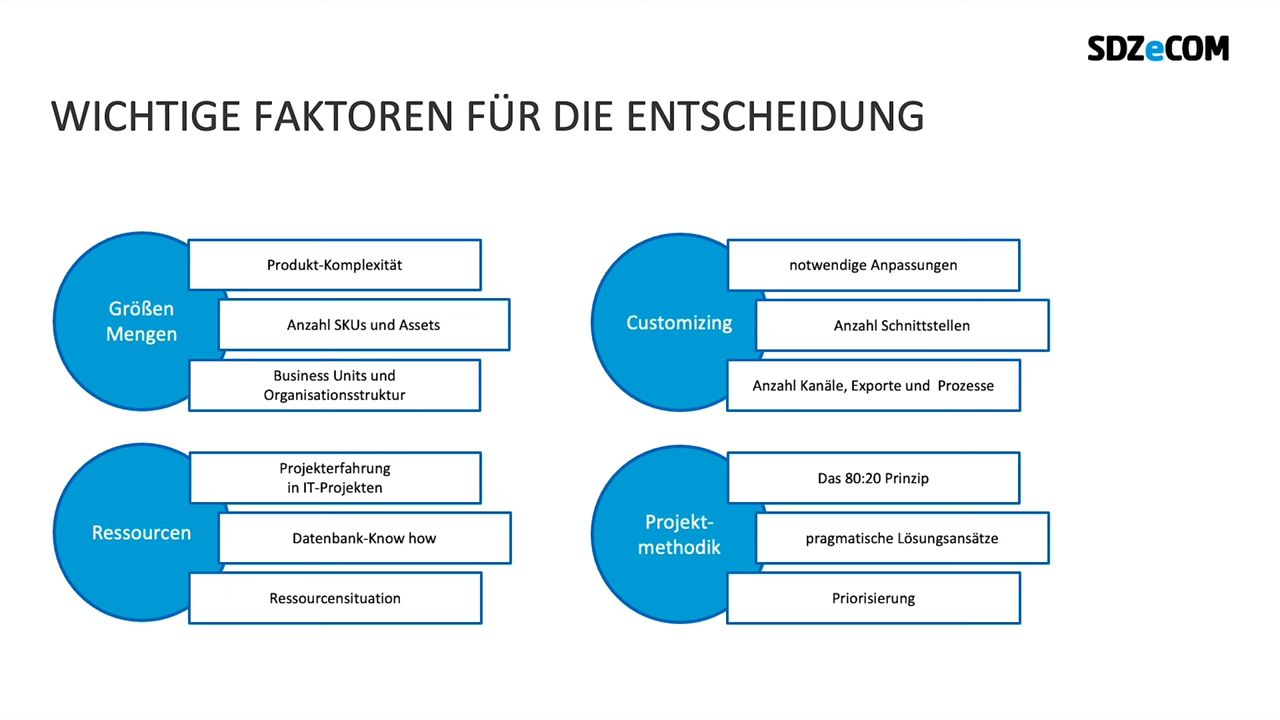 SDZeCOM
WICHTIGE FAKTOREN FÜR DIE ENTSCHEIDUNG
Größen
Mengen
Produkt-Komplexität
Anzahl SKUs und Assets
Business Units und
Organisationsstruktur
Customizing
notwendige Anpassungen
Anzahl Schnittstellen
Anzahl Kanäle, Exporte und  Prozesse
Ressourcen
Projekterfahrung
in IT-Projekten
Datenbank-Know how
Ressourcensituation
Projekt-
methodik
Das 80:20 Prinzip
pragmatische Lösungsansätze
Priorisierung